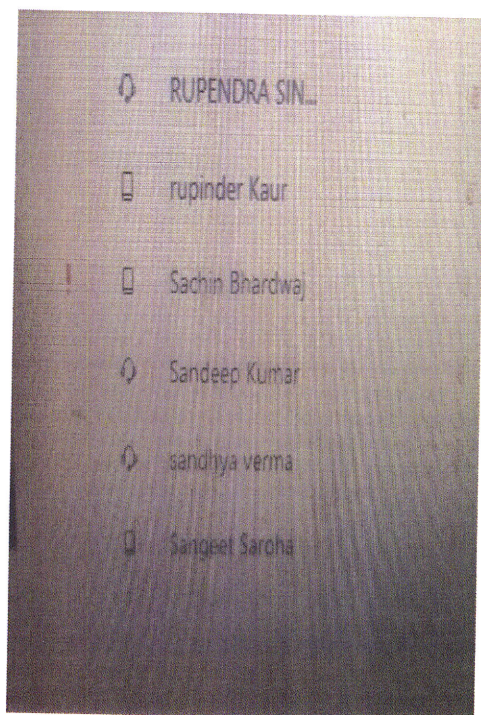 RUPENDRA SIN...
rupinder Kaur
Sachin Bhardwaj
Sandeep Kumar
sandhya verma
Sangeet Saroha